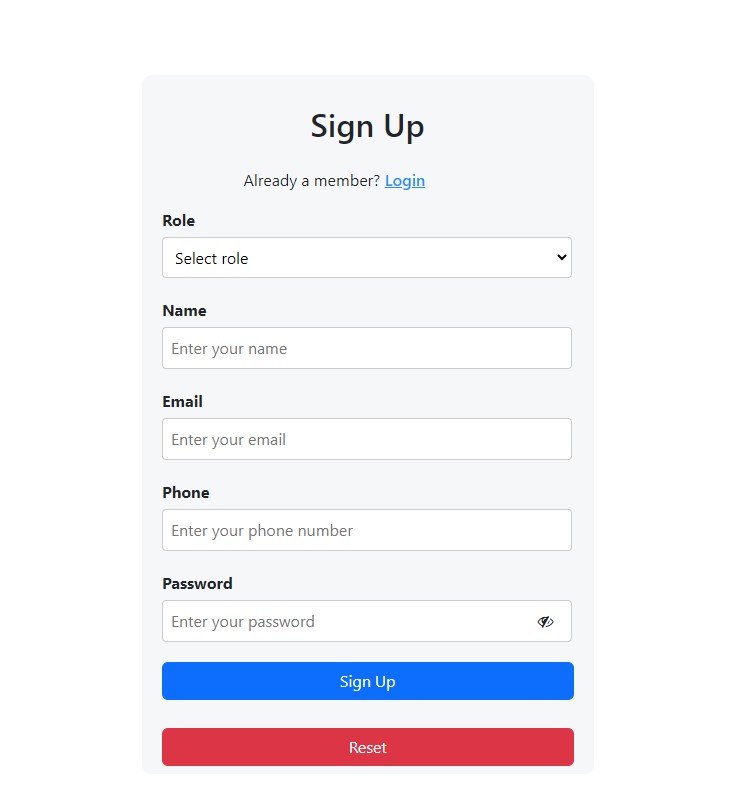 Sign Up
Already a member? Login
Role
Select role
Name
Enter your name
Email
Enter your email
Phone
Enter your phone number
Password
Enter your password
Sign Up
Reset